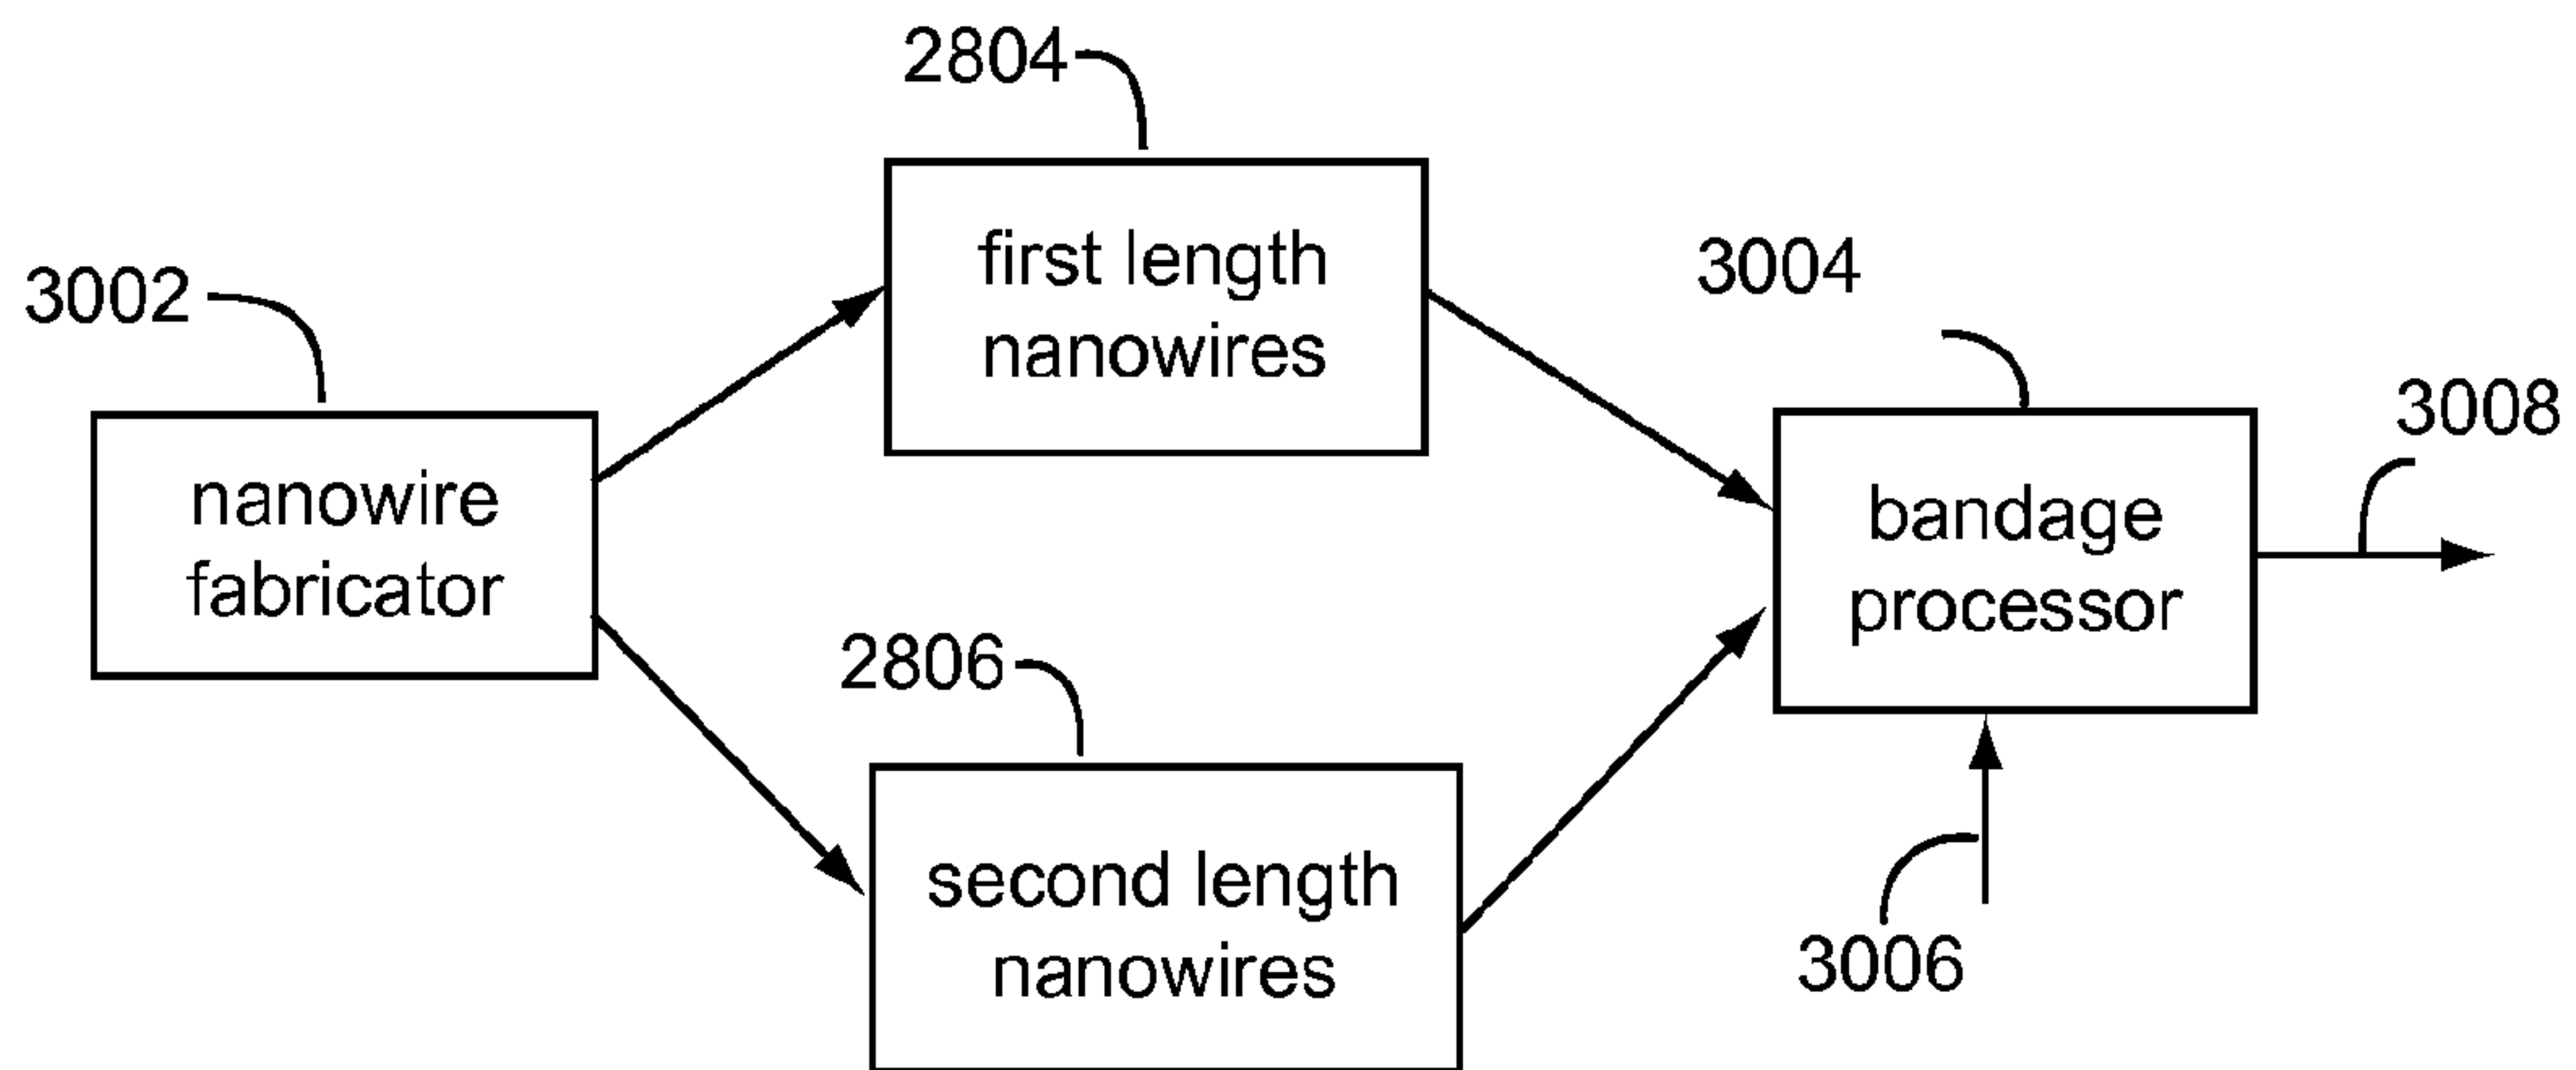 2804
first length
nanowires
3002
nanowire
fabricator
3004
bandage
processor
3008
2806
second length
nanowires
3006